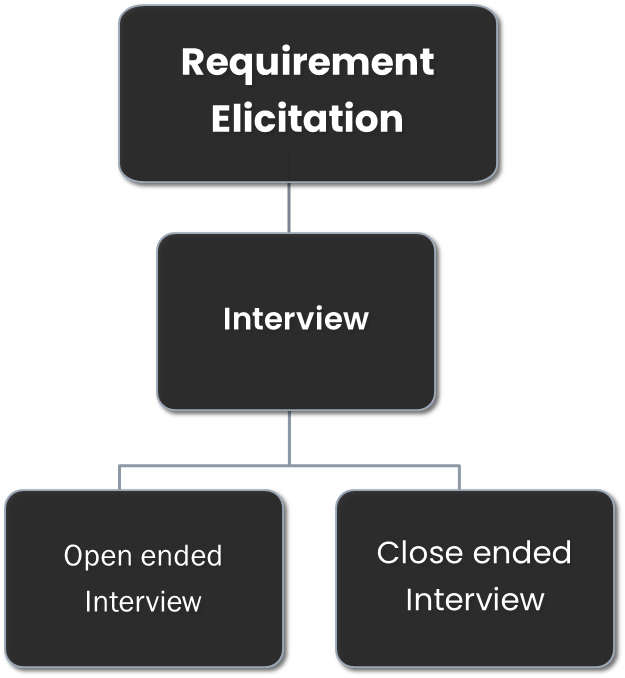 Requirement
Elicitation
Interview
Open ended
Interview
Close ended
Interview